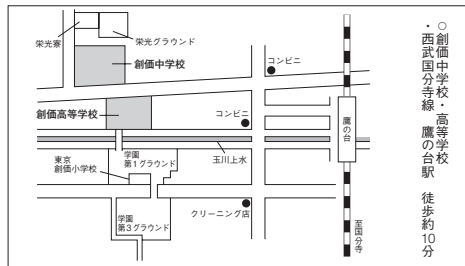 ○創価中学校・高等学校
・西武国分寺線 鷹の台駅 徒歩約10分
栄光寮
栄光グラウンド
創価中学校
コンビニ
創価高等学校
コンビニ
鷹の台
学園
第1グラウンド
玉川上水
東京
創価小学校
学園
第3グラウンド
クリーニング店
至国分寺